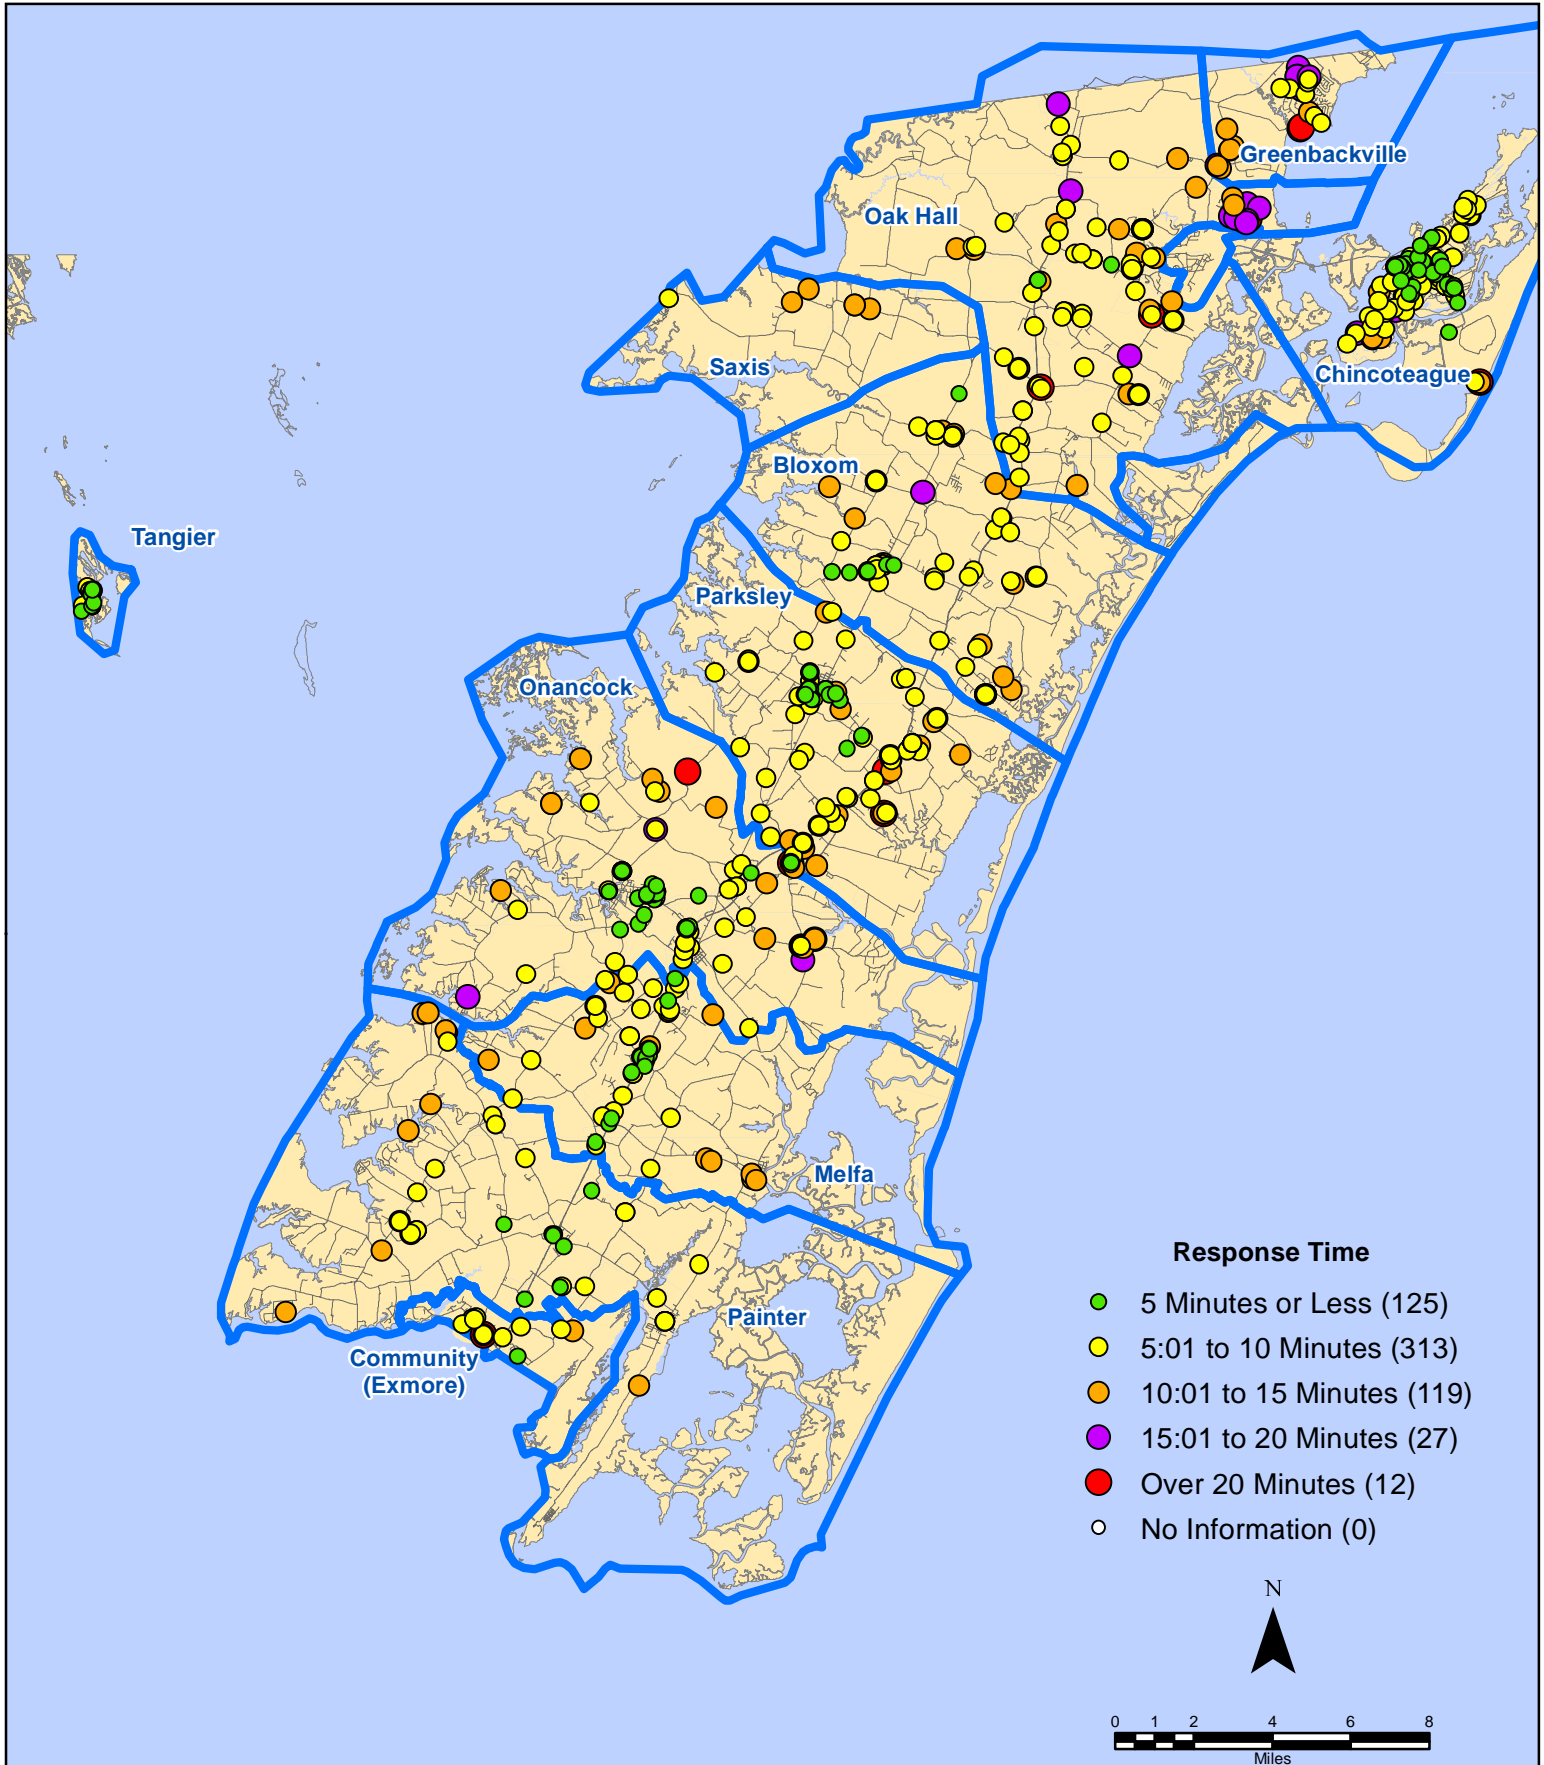 Greenbackville
Oak Hall
Saxis
Chincoteague
Bloxom
Tangier
Parksley
Onancock
Melfa
Painter
Community
(Exmore)
Response Time
5 Minutes or Less (125)
5:01 to 10 Minutes (313)
10:01 to 15 Minutes (119)
15:01 to 20 Minutes (27)
Over 20 Minutes (12)
No Information (0)
N
0 1 2 4 6 8
Miles